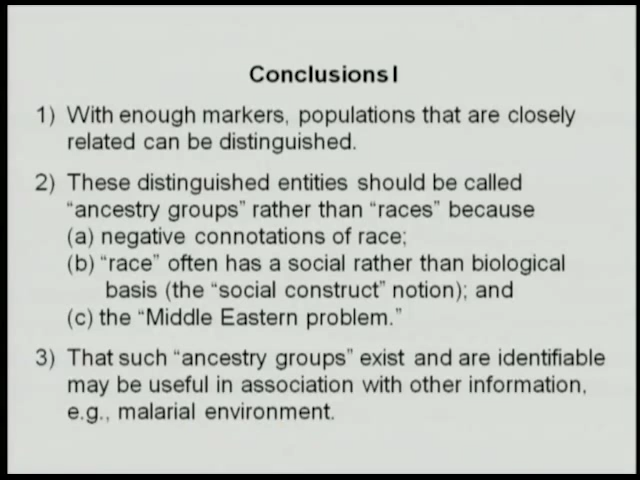 Conclusions I
1) With enough markers, populations that are closely
related can be distinguished.
2) These distinguished entities should be called
“ancestry groups” rather than “races” because
(a) negative connotations of race;
(b) “race” often has a social rather than biological
basis (the “social construct” notion); and
(c) the “Middle Eastern problem.”
3) That such “ancestry groups” exist and are identifiable
may be useful in association with other information,
e.g., malarial environment.